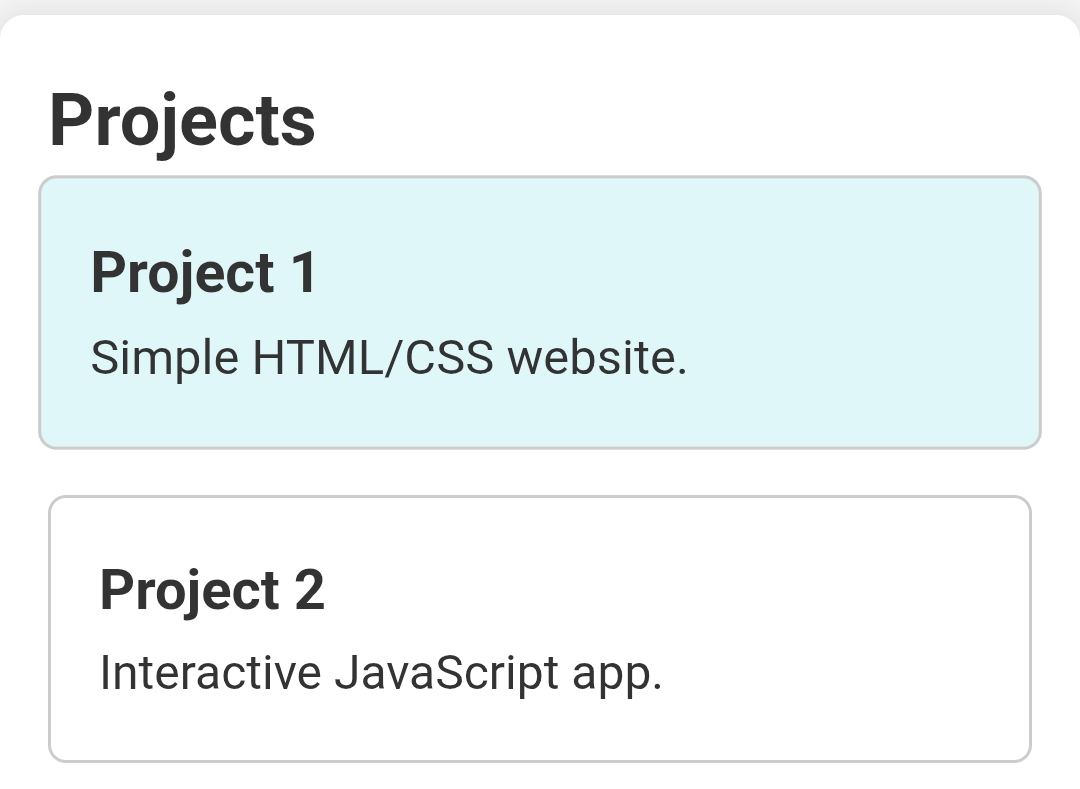 Projects
Project 1
Simple HTML/CSS website.
Project 2
Interactive JavaScript app.